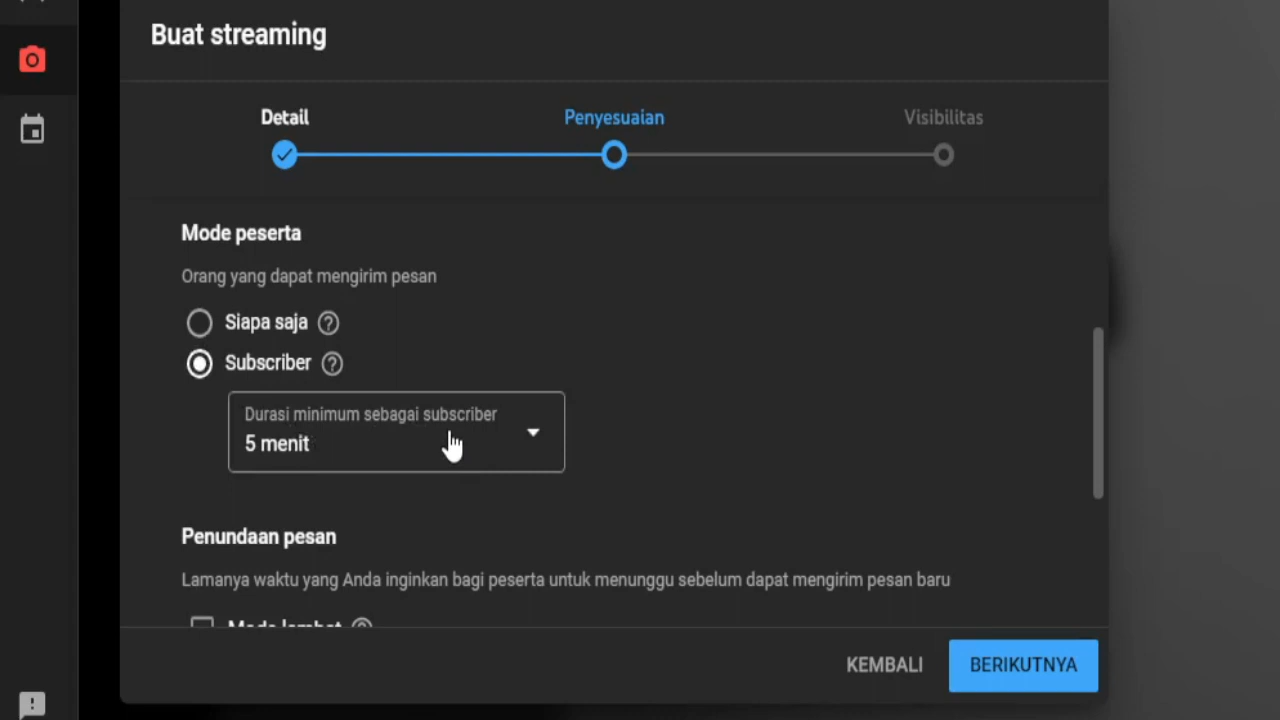 Buat streaming
Detail
Penyesuaian
Visibilitas
Mode peserta
Orang yang dapat mengirim pesan
Siapa saja
Subscriber
Durasi minimum sebagai subscriber
5 menit
Penundaan pesan
Lamanya waktu yang Anda inginkan bagi peserta untuk menunggu sebelum dapat mengirim pesan baru
Mode lambat
KEMBALI
BERIKUTNYA